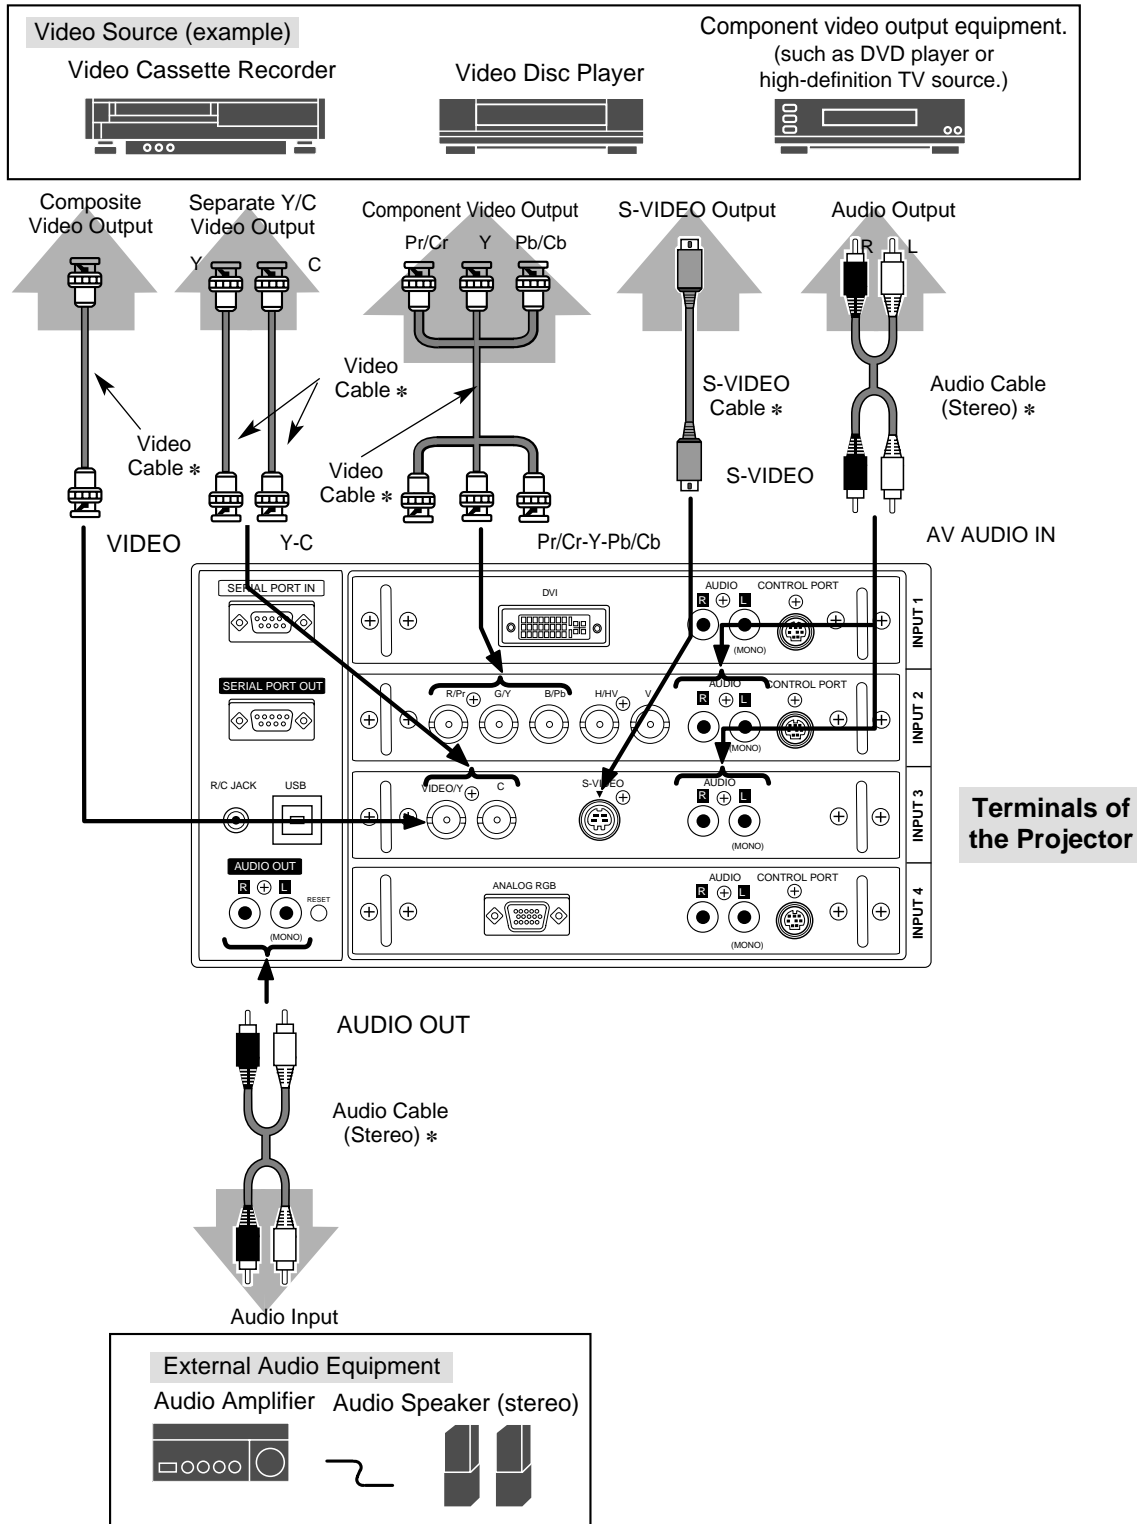 Video Source (example)
Video Cassette Recorder
Video Disc Player
Component video output equipment.
(such as DVD player or
high-definition TV source.)
Composite
Video Output
Separate Y/C
Video Output
Y
C
Component Video Output
Pr/Cr
Y
Pb/Cb
S-VIDEO Output
Audio Output
R
L
Video
Cable *
Video
Cable *
Video
Cable *
S-VIDEO
Cable *
Audio Cable
(Stereo) *
S-VIDEO
VIDEO
Y-C
Pr/Cr-Y-Pb/Cb
AV AUDIO IN
SERIAL PORT IN
SERIAL PORT OUT
R/C JACK
USB
AUDIO OUT
R
L
RESET
(MONO)
DVI
AUDIO
R
L
(MONO)
CONTROL PORT
INPUT 1
R/Pr
G/Y
B/Pb
H/HV
V
AUDIO
R
L
(MONO)
CONTROL PORT
INPUT 2
VIDEO/Y
C
S-VIDEO
AUDIO
R
L
(MONO)
INPUT 3
ANALOG RGB
AUDIO
R
L
(MONO)
CONTROL PORT
INPUT 4
Terminals of
the Projector
AUDIO OUT
Audio Cable
(Stereo) *
Audio Input
External Audio Equipment
Audio Amplifier
Audio Speaker (stereo)